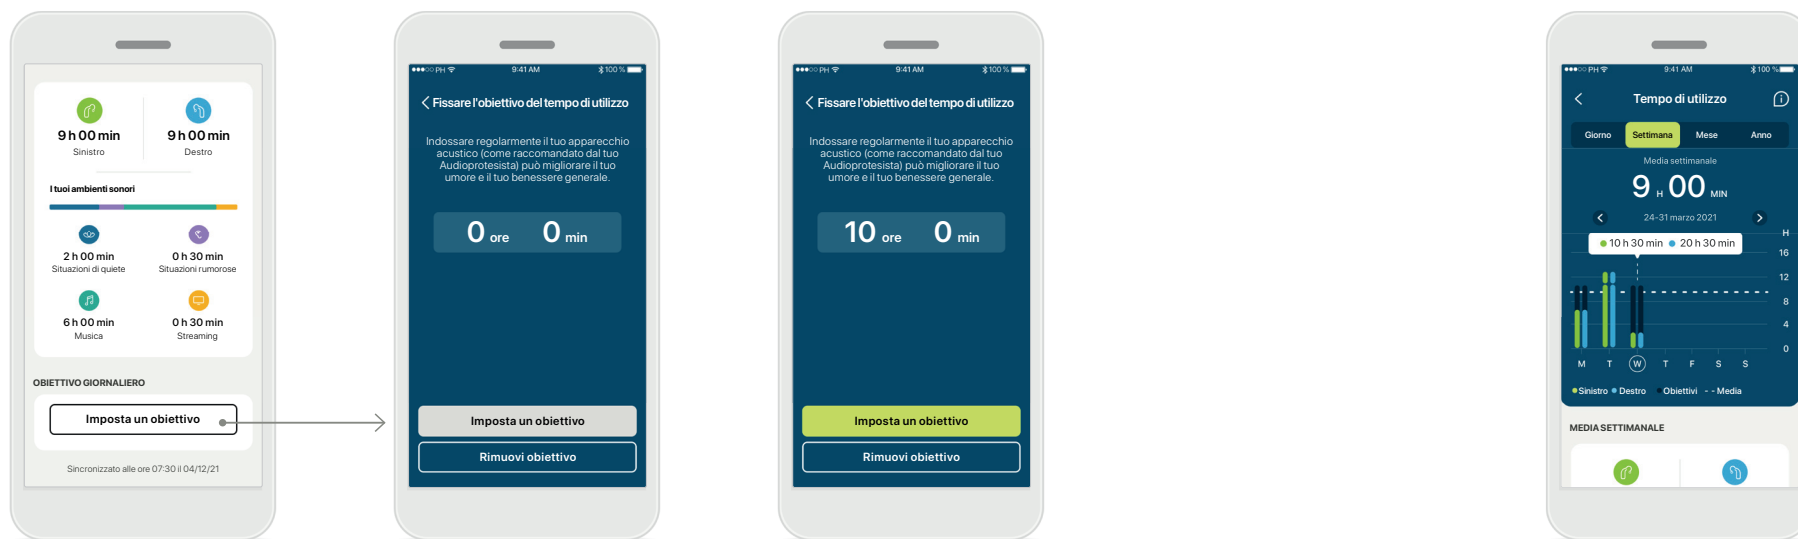 9 h 00 min
Sinistro
9 h 00 min
Destro
I tuoi ambienti sonori
2 h 00 min
Situazioni di quiete
0 h 30 min
Situazioni rumorose
6 h 00 min
Musica
0 h 30 min
Streaming
OBIETTIVO GIORNALIERO
Imposta un obiettivo
Sincronizzato alle ore 07:30 il 04/12/21
PH 9:41 AM 100 %
Fissare l'obiettivo del tempo di utilizzo
Indossare regolarmente il tuo apparecchio
acustico (come raccomandato dal tuo
Audioprotesista) può migliorare il tuo
umore e il tuo benessere generale.
0 ore 0 min
Imposta un obiettivo
Rimuovi obiettivo
PH 9:41 AM 100 %
Fissare l'obiettivo del tempo di utilizzo
Indossare regolarmente il tuo apparecchio
acustico (come raccomandato dal tuo
Audioprotesista) può migliorare il tuo
umore e il tuo benessere generale.
10 ore 0 min
Imposta un obiettivo
Rimuovi obiettivo
PH 9:41 AM 100 %
Tempo di utilizzo
Giorno Settimana Mese Anno
Media settimanale
9 H 00 MIN
24-31 marzo 2021
10 h 30 min 20 h 30 min
H
16
12
8
4
0
M T W T F S S
Sinistro Destro Obiettivi - - Media
MEDIA SETTIMANALE